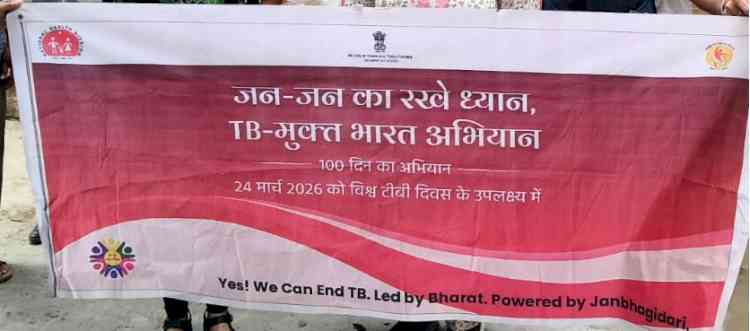 जन-जन का रखे ध्यान,
TB-मुक्त भारत अभियान
100 दिन का अभियान
24 मार्च 2026 को विश्व टीबी दिवस के उपलक्ष्य में
Yes! We Can End TB. Led by Bharat. Powered by Janbhagidari.